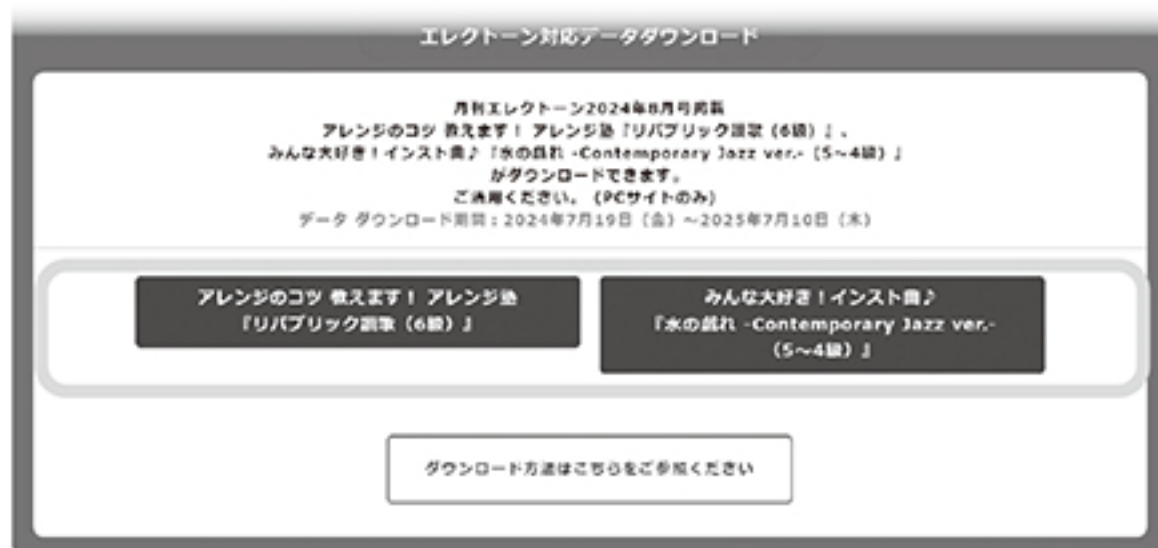 エレクトーン対応データダウンロード
月刊エレクトーン2024年8月号掲載
アレンジのコツ 教えます！ アレンジ塾『リパブリック讃歌（6級）』、
みんな大好き！インスト曲♪『水の戯れ -Contemporary Jazz ver.-（5～4級）』
がダウンロードできます。
ご活用ください。（PCサイトのみ）
データ ダウンロード期間：2024年7月19日（金）～2025年7月10日（木）
アレンジのコツ 教えます！ アレンジ塾
『リパブリック讃歌（6級）』
みんな大好き！インスト曲♪
『水の戯れ -Contemporary Jazz ver.-
（5～4級）』
ダウンロード方法はこちらをご参照ください